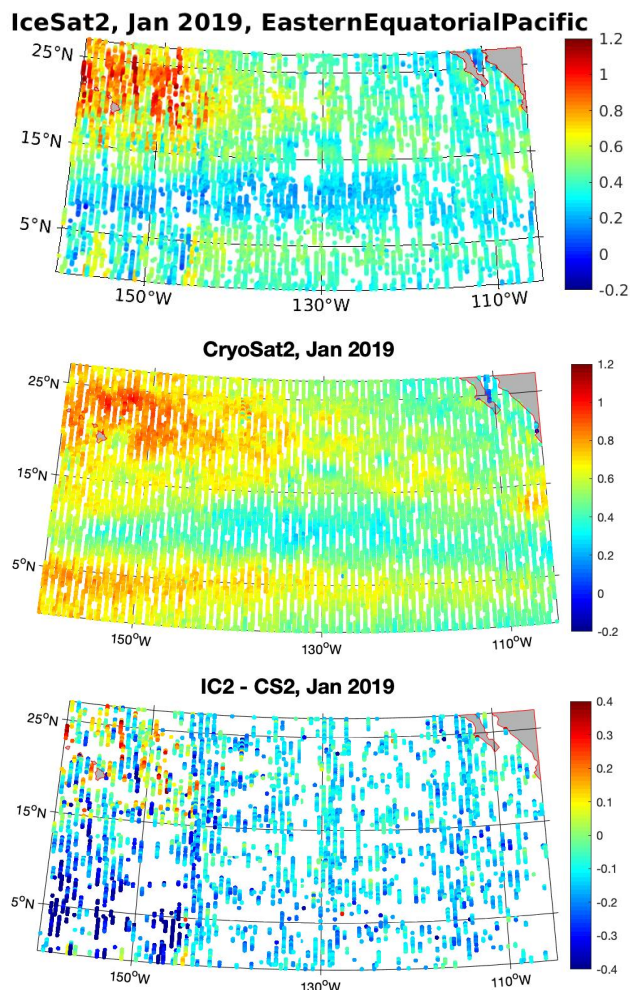 IceSat2, Jan 2019, EasternEquatorialPacific
25°N
15°N
5°N
150°W
130°W
110°W
1.2
1
0.8
0.6
0.4
0.2
0
-0.2
CryoSat2, Jan 2019
25°N
15°N
5°N
150°W
130°W
110°W
1.2
1
0.8
0.6
0.4
0.2
0
-0.2
IC2 - CS2, Jan 2019
25°N
15°N
5°N
150°W
130°W
110°W
0.4
0.3
0.2
0.1
0
-0.1
-0.2
-0.3
-0.4